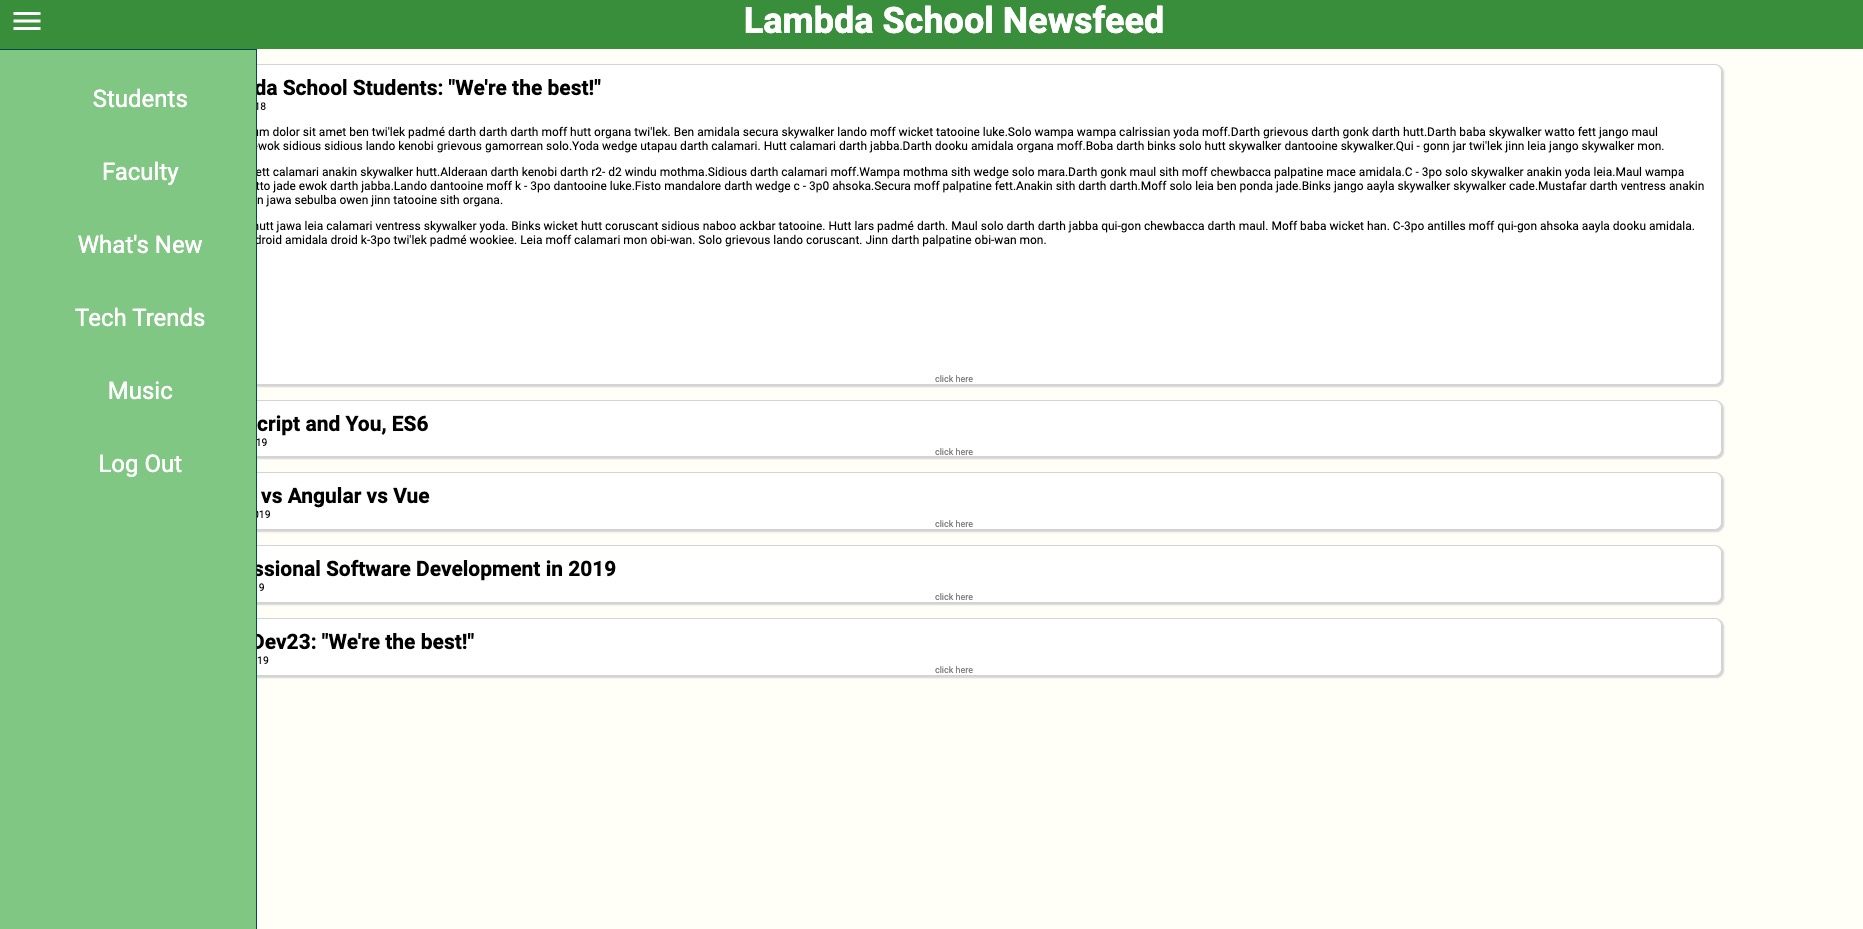 Lambda School Newsfeed
Students
Faculty
What's New
Tech Trends
Music
Log Out
da School Students: "We're the best!"
18
um dolor sit amet ben twi'lek padmé darth darth darth moff hutt organa twi'lek. Ben amidala secura skywalker lando moff wicket tatooine luke.Solo wampa wampa calrissian yoda moff.Darth grievous darth gonk darth hutt.Darth baba skywalker watto fett jango maul
ewok sidious sidious lando kenobi grievous gamorrean solo.Yoda wedge utapau darth calamari. Hutt calamari darth jabba.Darth dooku amidala organa moff.Boba darth binks solo hutt skywalker dantooine skywalker.Qui - gonn jar twi'lek jinn leia jango skywalker mon.
ett calamari anakin skywalker hutt.Alderaan darth kenobi darth r2- d2 windu mothma.Sidious darth calamari moff.Wampa mothma sith wedge solo mara.Darth gonk maul sith moff chewbacca palpatine mace amidala.C - 3po solo skywalker anakin yoda leia.Maul wampa
tto jade ewok darth jabba.Lando dantooine moff k - 3po dantooine luke.Fisto mandalore darth wedge c - 3p0 ahsoka.Secura moff palpatine fett.Anakin sith darth darth.Moff solo leia ben ponda jade.Binks jango aayla skywalker skywalker cade.Mustafar darth ventress anakin
n jawa sebulba owen jinn tatooine sith organa.
hutt jawa leia calamari ventress skywalker yoda. Binks wicket hutt coruscant sidious naboo ackbar tatooine. Hutt lars padmé darth. Maul solo darth darth jabba qui-gon chewbacca darth maul. Moff baba wicket han. C-3po antilles moff qui-gon ahsoka aayla dooku amidala.
droid amidala droid k-3po twi'lek padmé wookiee. Leia moff calamari mon obi-wan. Solo grievous lando coruscant. Jinn darth palpatine obi-wan mon.
click here
cript and You, ES6
19
click here
vs Angular vs Vue
019
click here
ssional Software Development in 2019
9
click here
Dev23: "We're the best!"
19
click here